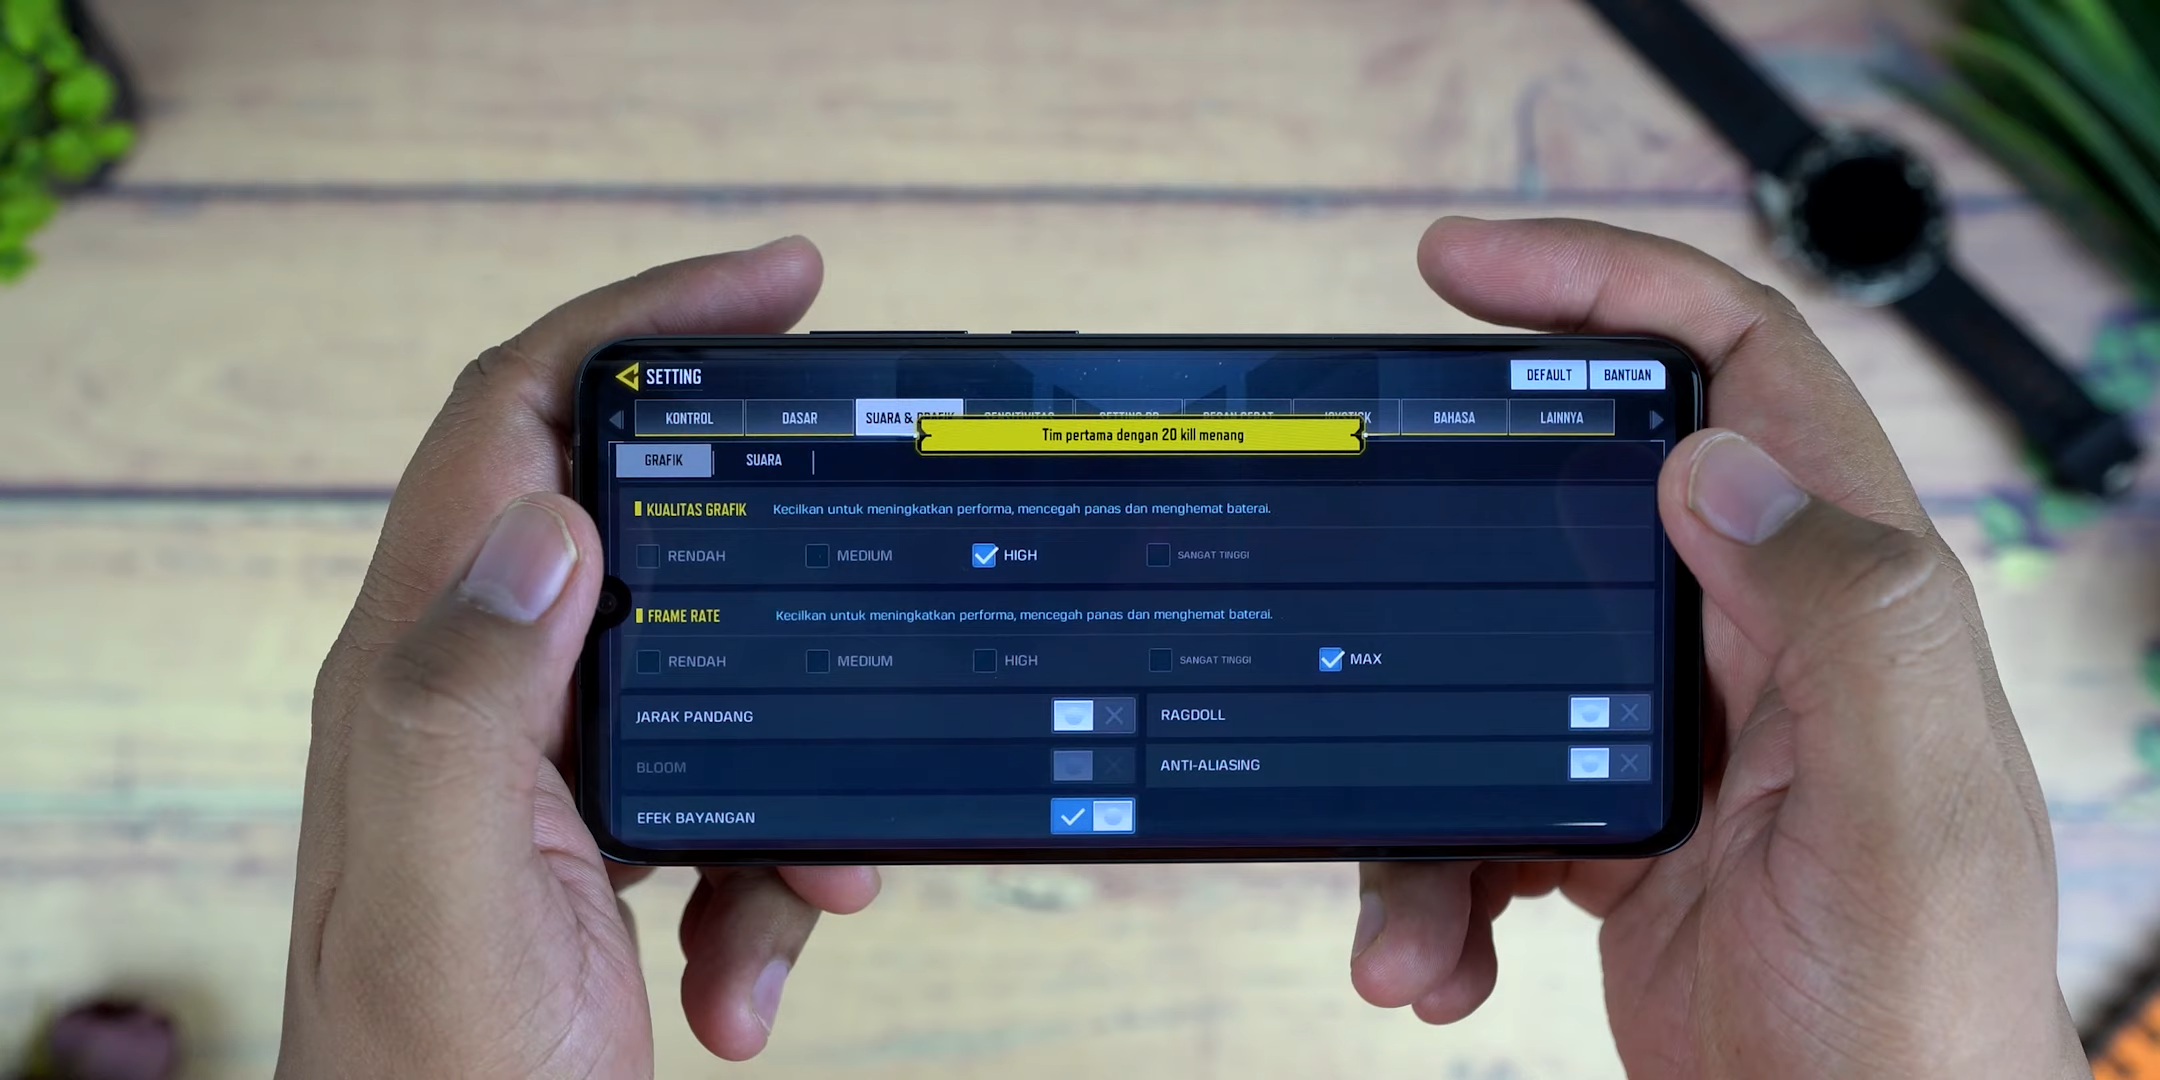 SETTING
DEFAULT
BANTUAN
KONTROL
DASAR
SUARA & GRAFIK
BAHASA
LAINNYA
Tim pertama dengan 20 kill menang
GRAFIK
SUARA
KUALITAS GRAFIK
Kecilkan untuk meningkatkan performa, mencegah panas dan menghemat baterai.
RENDAH
MEDIUM
HIGH
SANGAT TINGGI
FRAME RATE
Kecilkan untuk meningkatkan performa, mencegah panas dan menghemat baterai.
RENDAH
MEDIUM
HIGH
SANGAT TINGGI
MAX
JARAK PANDANG
RAGDOLL
BLOOM
ANTI-ALIASING
EFEK BAYANGAN